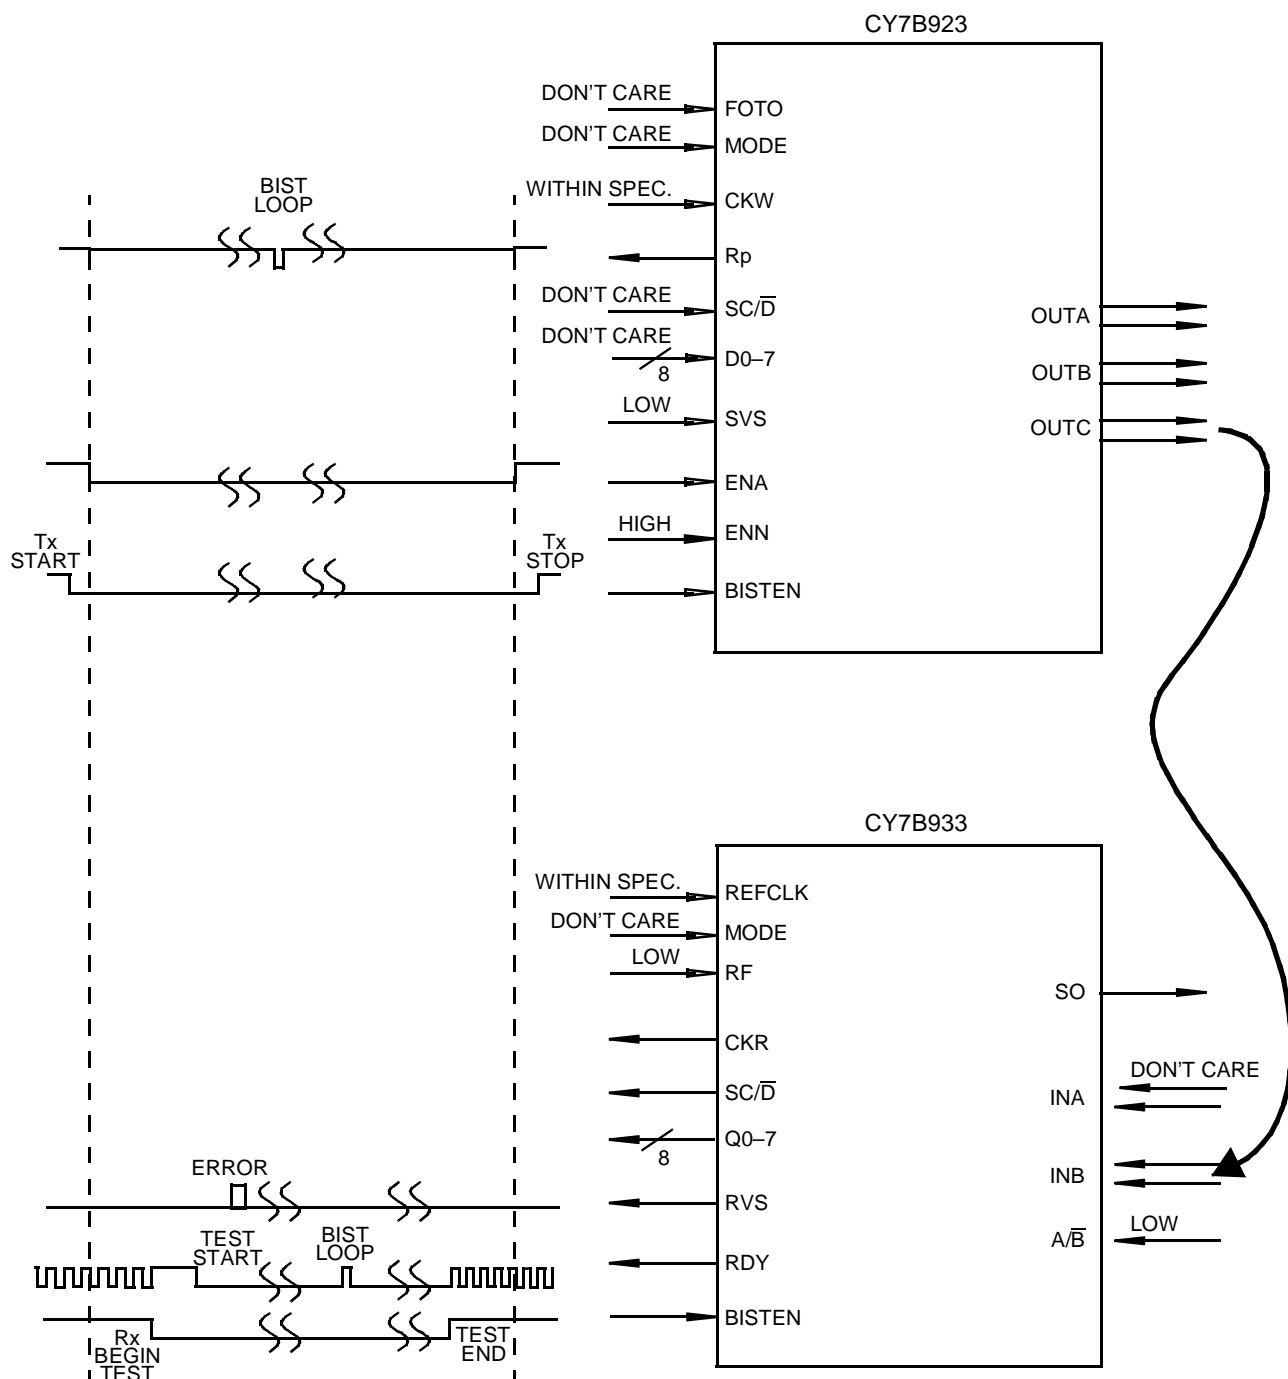 CY7B923
DON'T CARE
FOTO
DON'T CARE
MODE
WITHIN SPEC.
CKW
BIST
LOOP
Rp
DON'T CARE
SC/D̅
DON'T CARE
8
D0–7
LOW
SVS
OUTA
OUTB
OUTC
ENA
HIGH
ENN
Tx
START
Tx
STOP
BISTEN
CY7B933
WITHIN SPEC.
REFCLK
DON'T CARE
MODE
LOW
RF
SO
CKR
SC/D̅
DON'T CARE
INA
8
Q0–7
ERROR
RVS
INB
TEST
START
BIST
LOOP
RDY
LOW
A/B̅
BISTEN
Rx
BEGIN
TEST
TEST
END